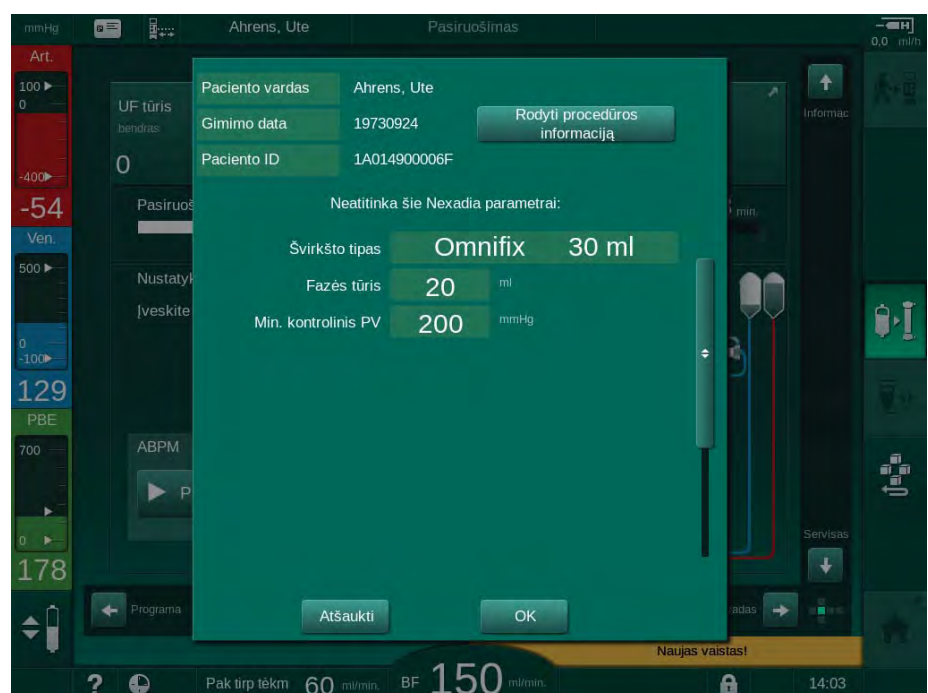 mmHg
Ahrens, Ute
Pasiruošimas
0,0 ml/h
Art.
100
0
-400
-54
Ven.
500
0
-100
129
PBE
700
0
178
UF tūris
bendras
0
Informac
Paciento vardas Ahrens, Ute
Gimimo data 19730924
Rodyti procedūros
informaciją
Paciento ID 1A014900006F
Neatitinka šie Nexadia parametrai:
Švirkšto tipas Omnifix 30 ml
Fazės tūris 20 ml
Min. kontrolinis PV 200 mmHg
Pasiruoš
min.
Nustatyk
Įveskite
ABPM
P
Servisas
Atšaukti OK
Programa
adas
Naujas vaistas!
? Pak tirp tėkm 60 ml/min. BF 150 ml/min. 14:03